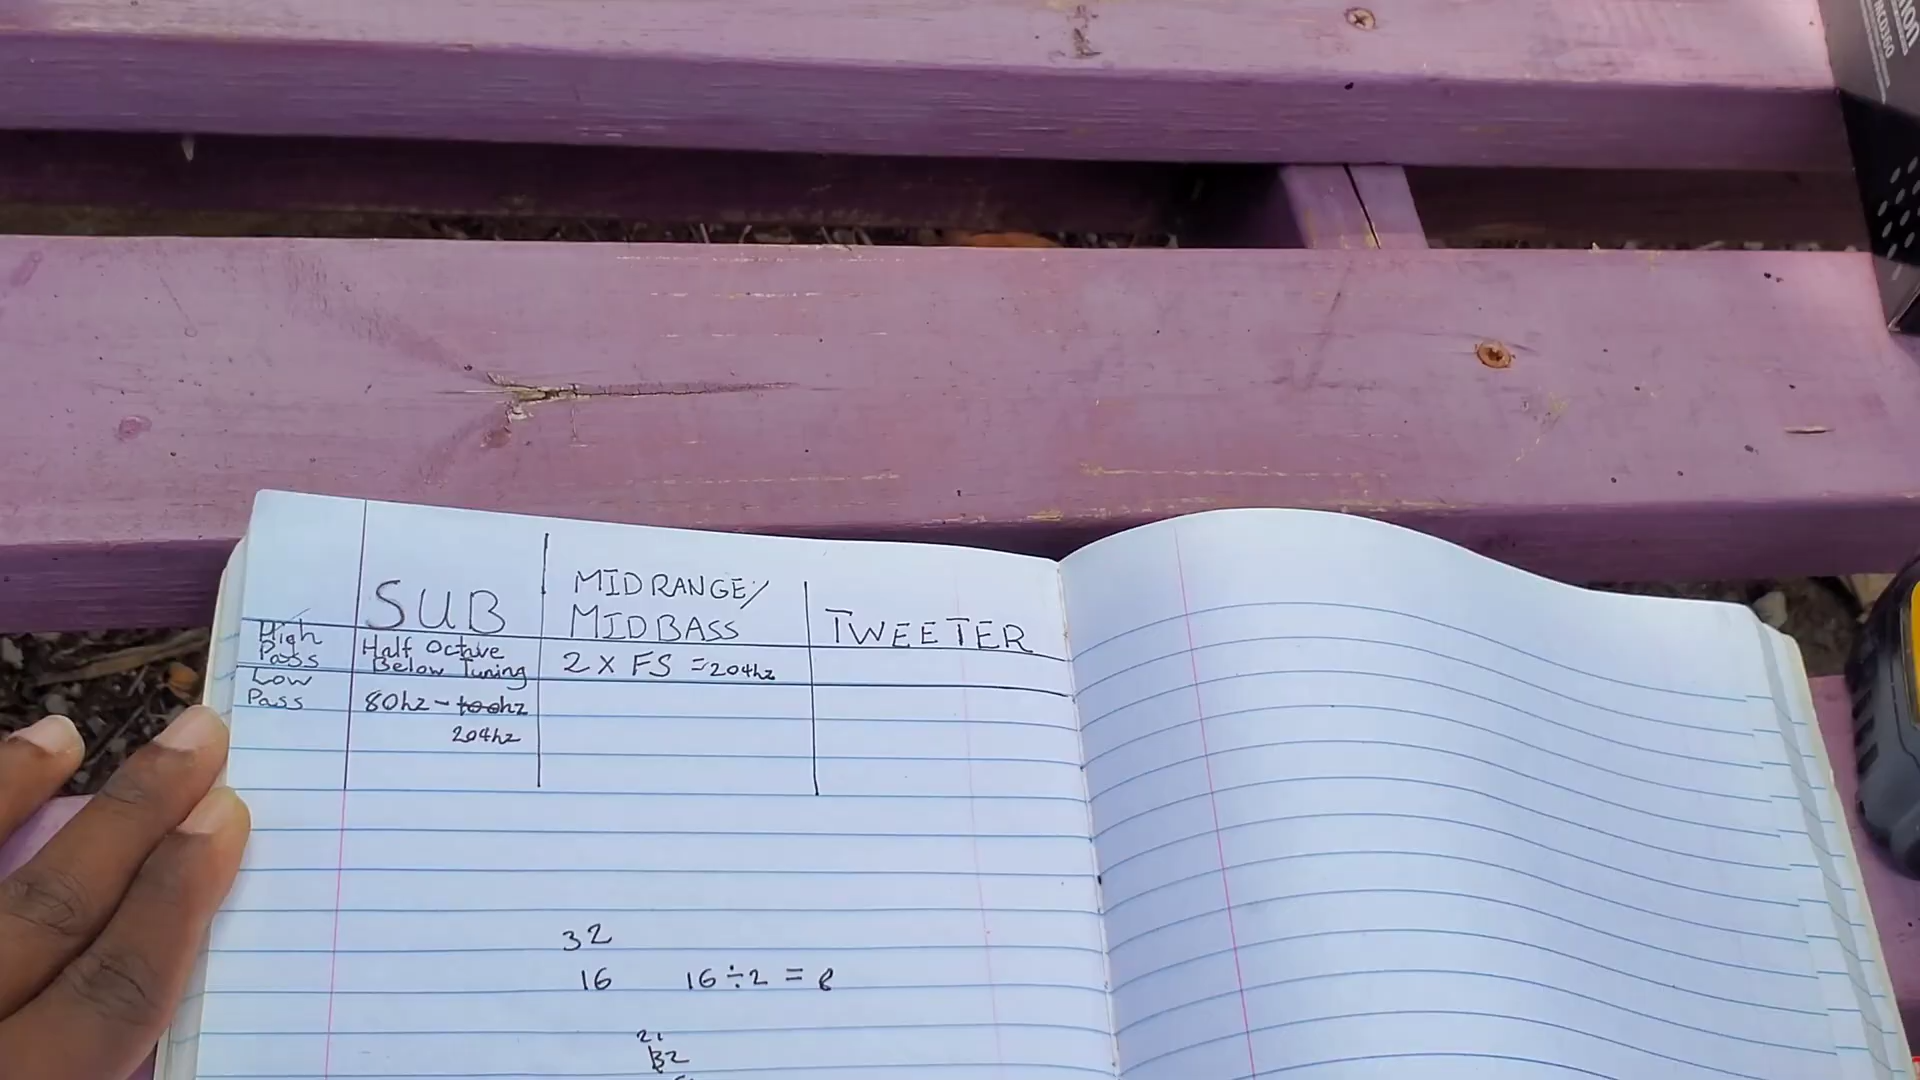 SUB
MIDRANGE/
MIDBASS
TWEETER
High
Pass
Half Octave
Below Tuning
2 X FS = 204hz
Low
Pass
80hz - 100hz
204hz
32
16
16 ÷ 2 = 8
21
32